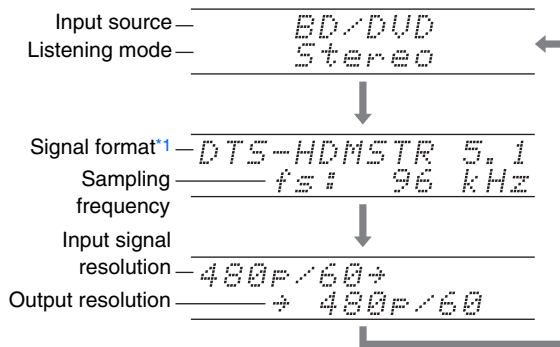 Input source
BD/DVD
Listening mode
Stereo
Signal format*1
DTS-HDMSTR 5.1
Sampling
frequency
fs: 96 kHz
Input signal
resolution
480p/60→
Output resolution
→ 480p/60